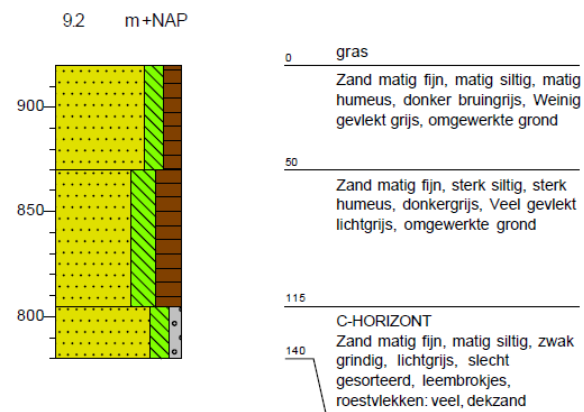 9.2 m+NAP
900
850
800
0 gras
Zand matig fijn, matig siltig, matig
humeus, donker bruingrijs, Weinig
gevlekt grijs, omgewerkte grond
50
Zand matig fijn, sterk siltig, sterk
humeus, donkergrijs, Veel gevlekt
lichtgrijs, omgewerkte grond
115
C-HORIZONT
Zand matig fijn, matig siltig, zwak
140 grindig, lichtgrijs, slecht
gesorteerd, leembrokjes,
roestvlekken: veel, dekzand